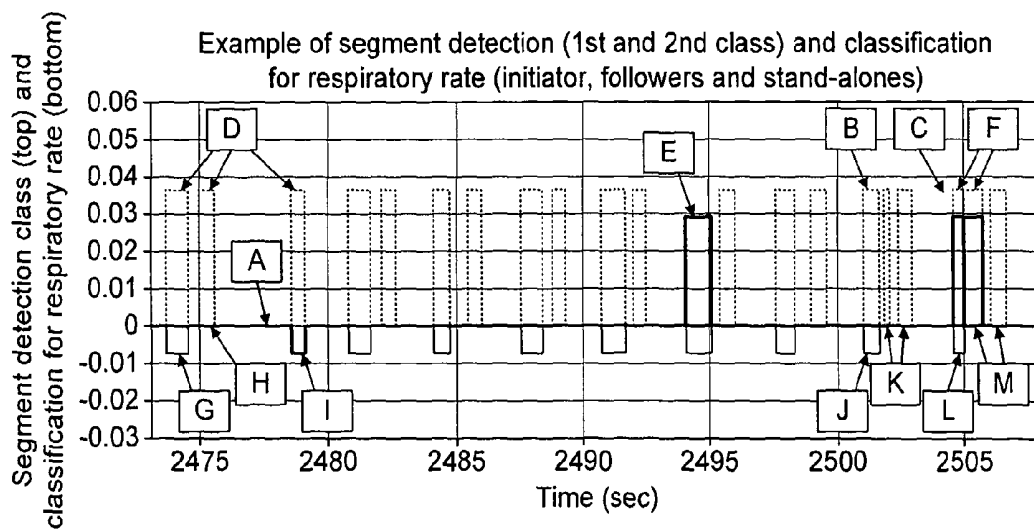 Example of segment detection (1st and 2nd class) and classification
for respiratory rate (initiator, followers and stand-alones)
Segment detection class (top) and
classification for respiratory rate (bottom)
0.06
0.05
0.04
0.03
0.02
0.01
0
-0.01
-0.02
-0.03
D
B
C
F
E
A
G
H
I
J
K
L
M
2475
2480
2485
2490
2495
2500
2505
Time (sec)